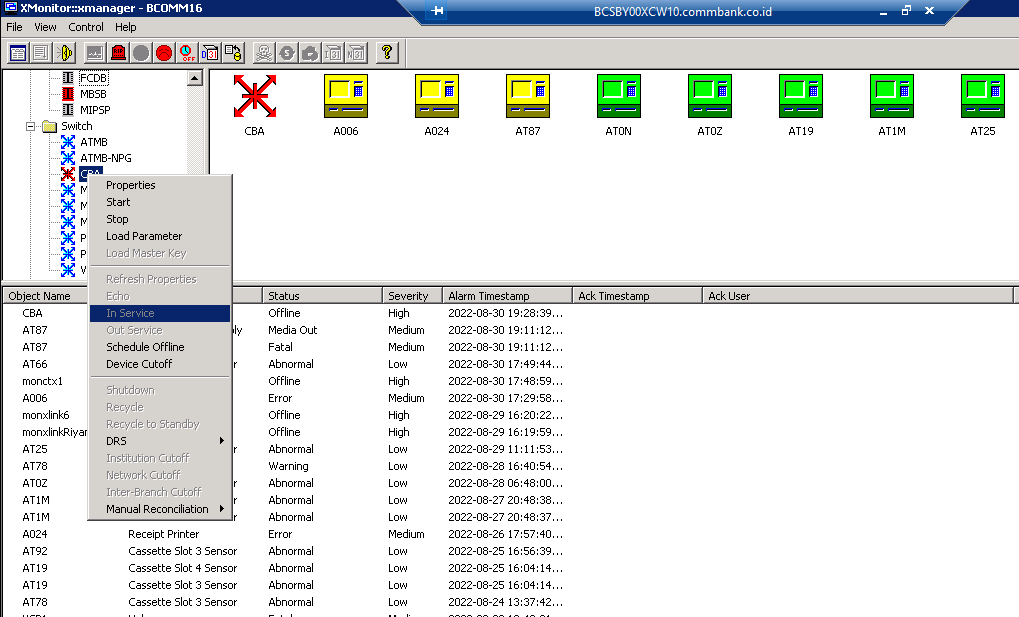 XMonitor::xmanager - BCOMM16
BCSBY00XCW10.commbank.co.id
File View Control Help
FCDB
MBSB
MIPSP
Switch
ATMB
ATMB-NPG
CBA
CBA A006 A024 AT87 AT0N AT0Z AT19 AT1M AT25
Properties
Start
Stop
Load Parameter
Load Master Key
Refresh Properties
Echo
In Service
Out Service
Schedule Offline
Device Cutoff
Shutdown
Recycle
Recycle to Standby
DRS
Institution Cutoff
Network Cutoff
Inter-Branch Cutoff
Manual Reconciliation
Object Name Status Severity Alarm Timestamp Ack Timestamp Ack User
CBA Offline High 2022-08-30 19:28:39...
AT87 Media Out Medium 2022-08-30 19:11:12...
AT87 Fatal Medium 2022-08-30 19:11:12...
AT66 Abnormal Low 2022-08-30 17:49:44...
monctx1 Offline High 2022-08-30 17:48:59...
A006 Error Medium 2022-08-30 17:29:58...
monxlink6 Offline High 2022-08-29 16:20:22...
monxlinkRiyar Offline High 2022-08-29 16:19:59...
AT25 Abnormal Low 2022-08-29 11:11:53...
AT78 Warning Low 2022-08-28 16:40:54...
AT0Z Abnormal Low 2022-08-28 06:48:00...
AT1M Abnormal Low 2022-08-27 20:48:38...
AT1M Abnormal Low 2022-08-27 20:48:37...
A024 Receipt Printer Error Medium 2022-08-26 17:57:40...
AT92 Cassette Slot 3 Sensor Abnormal Low 2022-08-25 16:56:39...
AT19 Cassette Slot 4 Sensor Abnormal Low 2022-08-25 16:04:14...
AT19 Cassette Slot 3 Sensor Abnormal Low 2022-08-25 16:04:14...
AT78 Cassette Slot 3 Sensor Abnormal Low 2022-08-24 13:37:42...